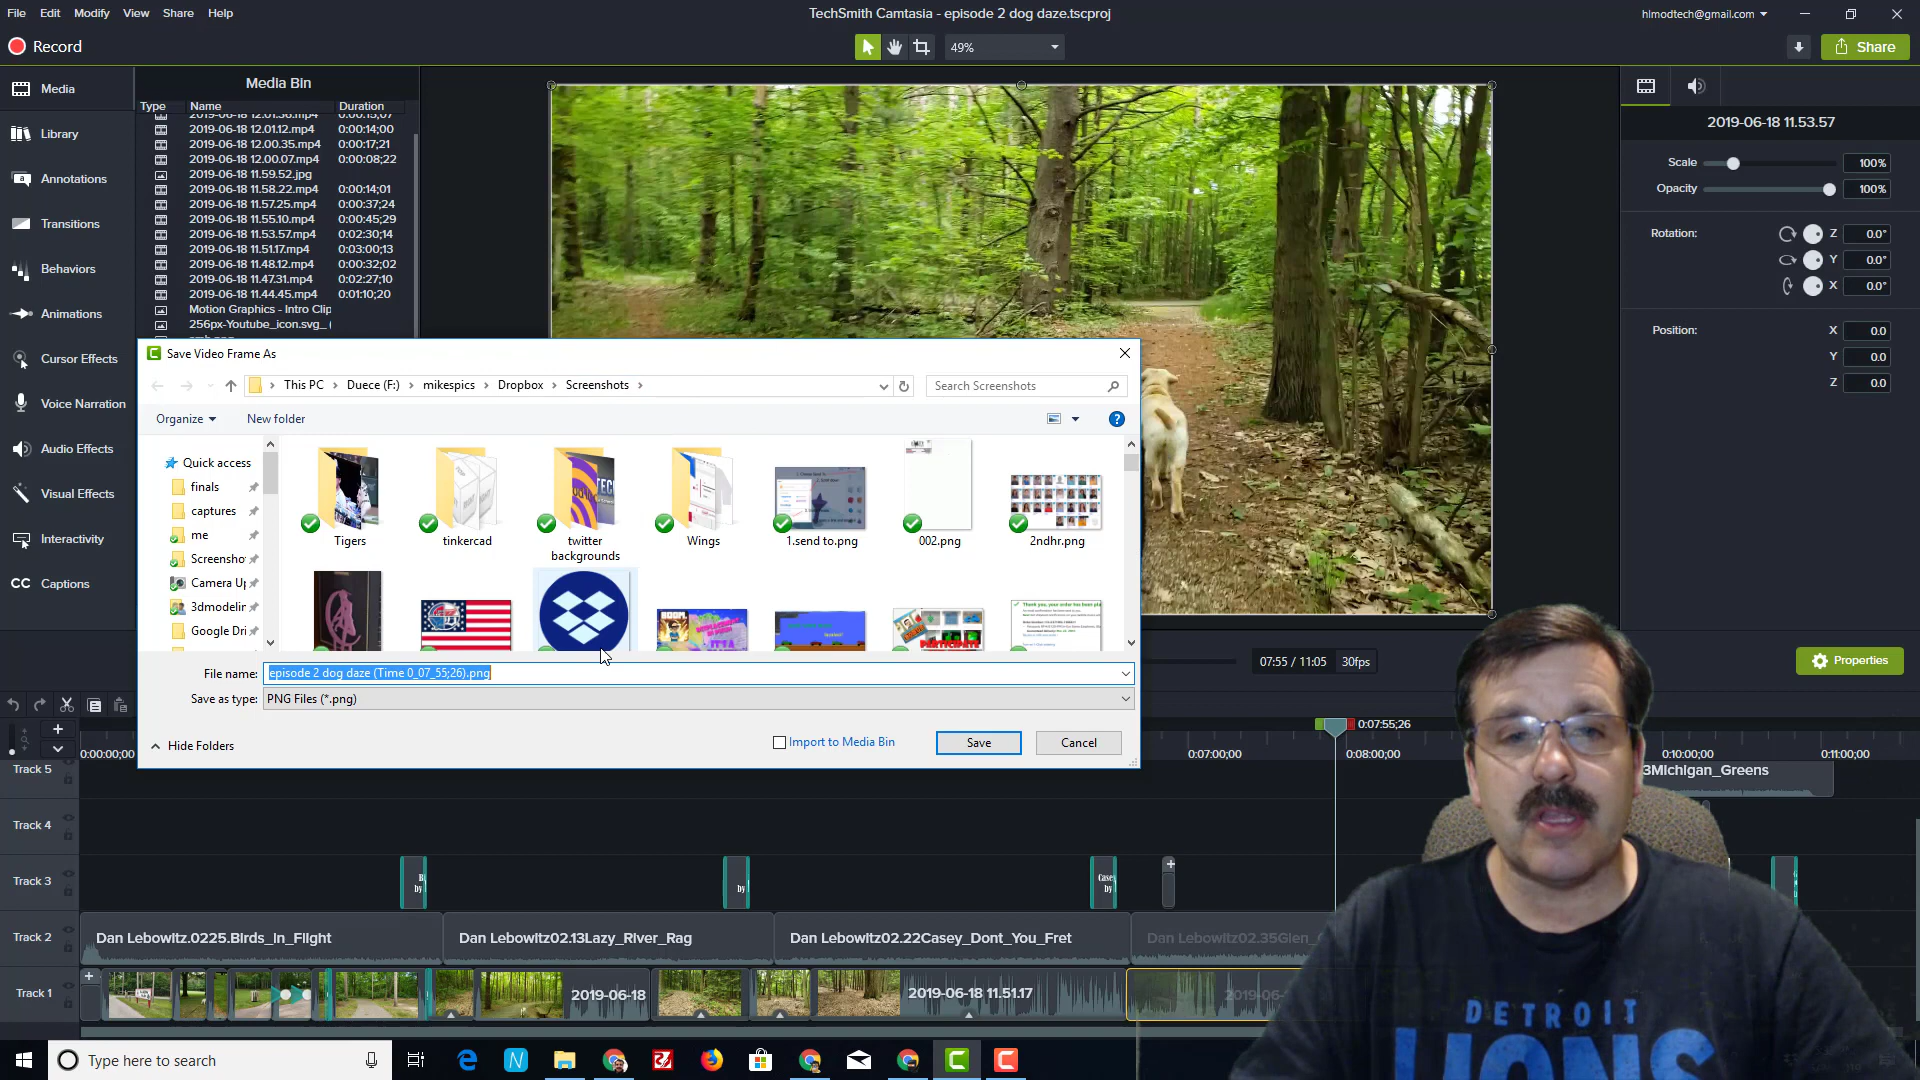 File Edit Modify View Share Help
TechSmith Camtasia - episode 2 dog daze.tscproj
hlmodtech@gmail.com
Record
49%
Share
Media
Library
Annotations
Transitions
Behaviors
Animations
Cursor Effects
Voice Narration
Audio Effects
Visual Effects
Interactivity
CC Captions
Media Bin
Type Name Duration
2019-06-18 12.01.12.mp4 0:00:14;00
2019-06-18 12.00.35.mp4 0:00:17;21
2019-06-18 12.00.07.mp4 0:00:08;22
2019-06-18 11.59.52.jpg
2019-06-18 11.58.22.mp4 0:00:14;01
2019-06-18 11.57.25.mp4 0:00:37;24
2019-06-18 11.55.10.mp4 0:00:45;29
2019-06-18 11.53.57.mp4 0:02:30;14
2019-06-18 11.51.17.mp4 0:03:00;13
2019-06-18 11.48.12.mp4 0:00:32;02
2019-06-18 11.47.31.mp4 0:02:27;10
2019-06-18 11.44.45.mp4 0:01:10;20
Motion Graphics - Intro Clip
256px-Youtube_icon.svg_ (
2019-06-18 11.53.57
Scale 100%
Opacity 100%
Rotation: Z 0.0°
Y 0.0°
X 0.0°
Position: X 0.0
Y 0.0
Z 0.0
Save Video Frame As
This PC > Duece (F:) > mikespics > Dropbox > Screenshots >
Search Screenshots
Organize New folder
Quick access
finals
captures
me
Screensho
Camera Up
3dmodelin
Google Dri
Tigers
tinkercad
twitter
backgrounds
Wings
1.send to.png
002.png
2ndhr.png
PARTICIPATE
File name: episode 2 dog daze (Time 0_07_55;26).png
Save as type: PNG Files (*.png)
Hide Folders
Import to Media Bin
Save
Cancel
07:55 / 11:05 30fps
Properties
0:07:55;26
0:00:00;00 0:07:00;00 0:08:00;00 0:10:00;00 0:11:00;00
Track 5
3Michigan_Greens
Track 4
Track 3
by
by
Casey
by
Track 2
Dan Lebowitz.0225.Birds_In_Flight
Dan Lebowitz02.13Lazy_River_Rag
Dan Lebowitz02.22Casey_Dont_You_Fret
Dan Lebowitz02.35Glen_
Track 1
2019-06-18
2019-06-18 11.51.17
2019-06-
DETROIT
LIONS
Type here to search